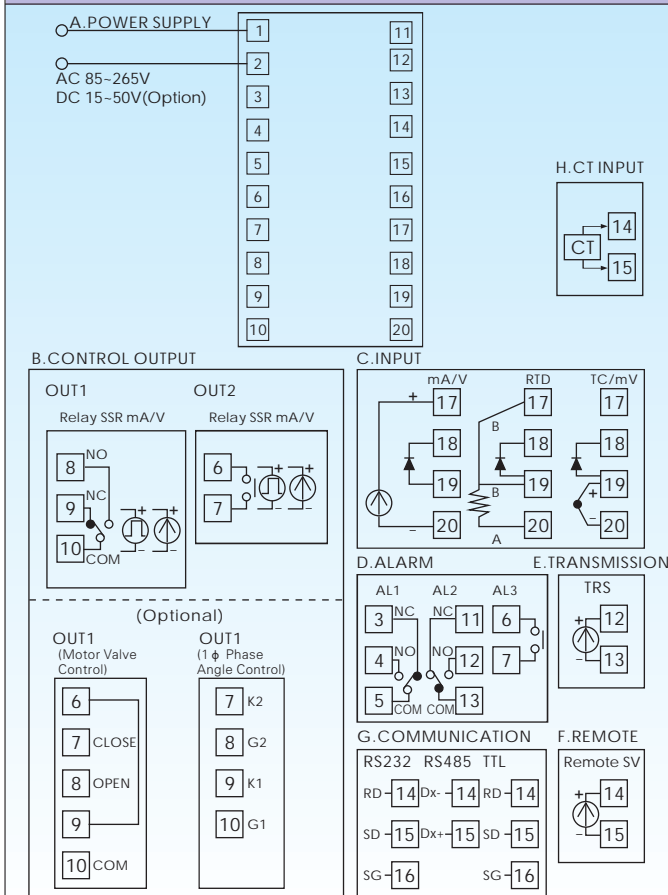 A.POWER SUPPLY
AC 85~265V
DC 15~50V(Option)
1 11
2 12
3 13
4 14
5 15
6 16
7 17
8 18
9 19
10 20
H.CT INPUT
CT
14
15
B.CONTROL OUTPUT
OUT1 OUT2
Relay SSR mA/V Relay SSR mA/V
8 NO
9 NC
10 COM
+ +
- -
6
7
+ +
- -
(Optional)
OUT1
(Motor Valve
Control)
6
7 CLOSE
8 OPEN
9
10 COM
OUT1
(1 ϕ Phase
Angle Control)
7 K2
8 G2
9 K1
10 G1
C.INPUT
mA/V RTD TC/mV
+ 17 17 17
B
18 18 18
19 B 19 19
+
- 20 A 20 - 20
D.ALARM
AL1 AL2 AL3
3 NC NC 11 6
4 NO NO 12 7
5 COM COM 13
E.TRANSMISSION
TRS
+ 12
- 13
G.COMMUNICATION
RS232 RS485 TTL
RD 14 Dx- 14 RD 14
SD 15 Dx+ 15 SD 15
SG 16 SG 16
F.REMOTE
Remote SV
+ 14
- 15